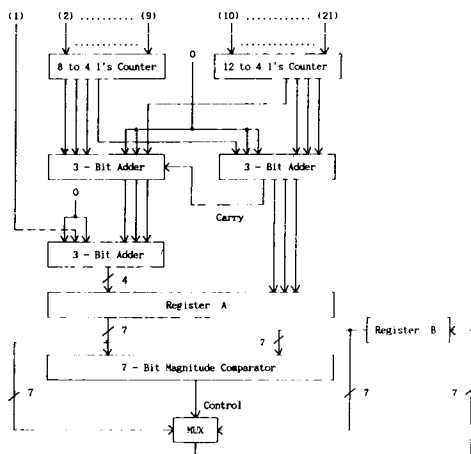 (1) (2) .......... (9) (10) .......... (21)
..........
..........
0
8 to 4 1's Counter
12 to 4 1's Counter
3 - Bit Adder
3 - Bit Adder
0
Carry
3 - Bit Adder
4
Register A
7
7
Register B
7 - Bit Magnitude Comparator
7
7
7
Control
MUX